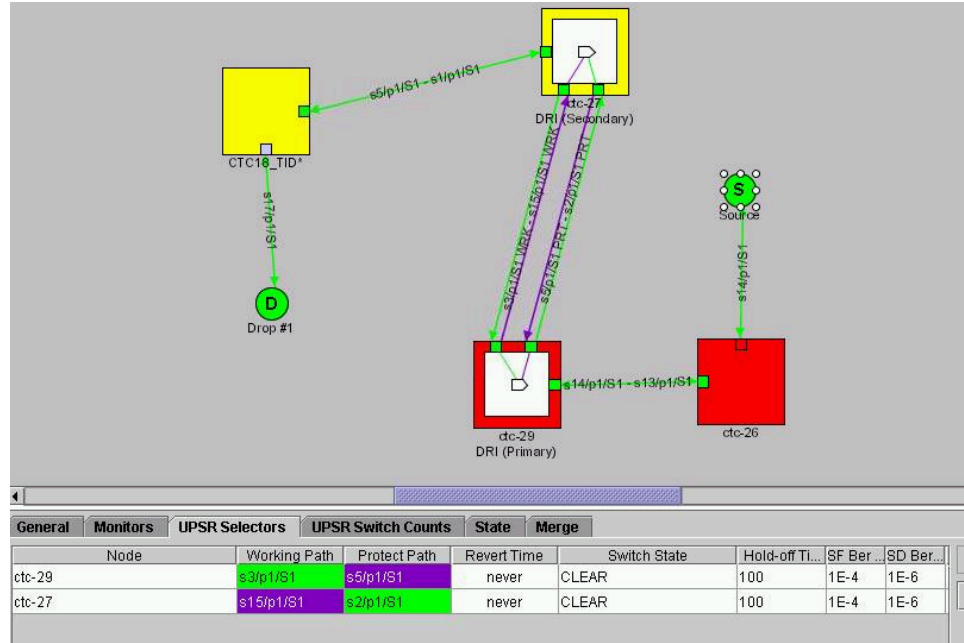 s5/p1/S1 - s1/p1/S1
ctc-27
DRI (Secondary)
CTC18_TID*
s17/p1/S1
D
Drop #1
s3/p1/S1 WRK - s15/p1/S1 WRK
s5/p1/S1 PRT - s2/p1/S1 PRT
S
Source
s14/p1/S1
s14/p1/S1 - s13/p1/S1
ctc-29
DRI (Primary)
ctc-26
General Monitors UPSR Selectors UPSR Switch Counts State Merge
Node Working Path Protect Path Revert Time Switch State Hold-off Ti... SF Ber ... SD Ber...
ctc-29 s3/p1/S1 s5/p1/S1 never CLEAR 100 1E-4 1E-6
ctc-27 s15/p1/S1 s2/p1/S1 never CLEAR 100 1E-4 1E-6